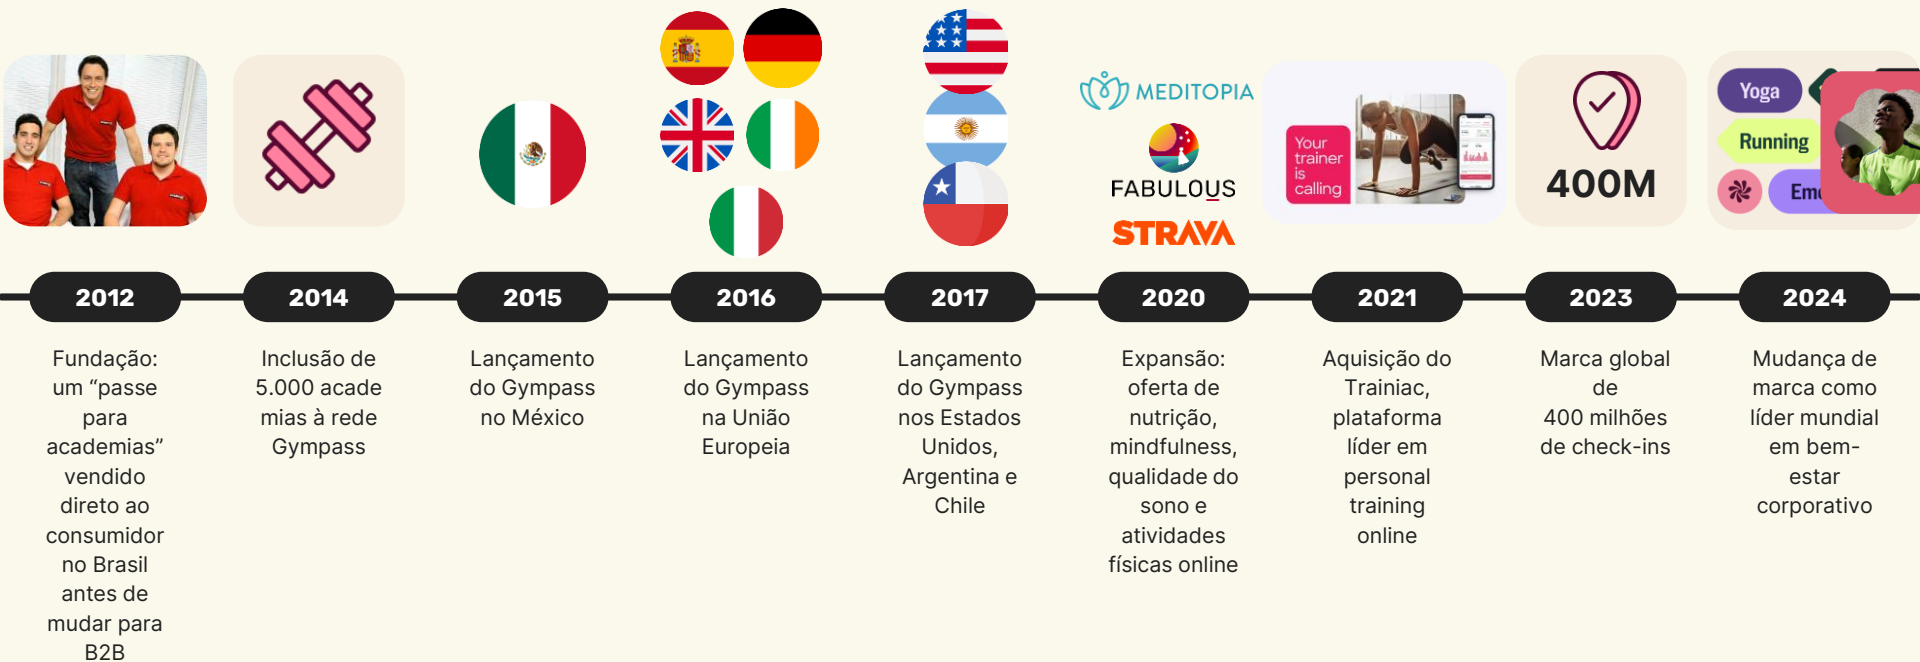 MEDITOPIA
FABULOUS
STRAVA
Your
trainer
is
calling
400M
Yoga
Running
2012
2014
2015
2016
2017
2020
2021
2023
2024
Fundação:
um “passe
para
academias”
vendido
direto ao
consumidor
no Brasil
antes de
mudar para
B2B
Inclusão de
5.000 acade
mias à rede
Gympass
Lançamento
do Gympass
no México
Lançamento
do Gympass
na União
Europeia
Lançamento
do Gympass
nos Estados
Unidos,
Argentina e
Chile
Expansão:
oferta de
nutrição,
mindfulness,
qualidade do
sono e
atividades
físicas online
Aquisição do
Trainiac,
plataforma
líder em
personal
training
online
Marca global
de
400 milhões
de check-ins
Mudança de
marca como
líder mundial
em bem-
estar
corporativo